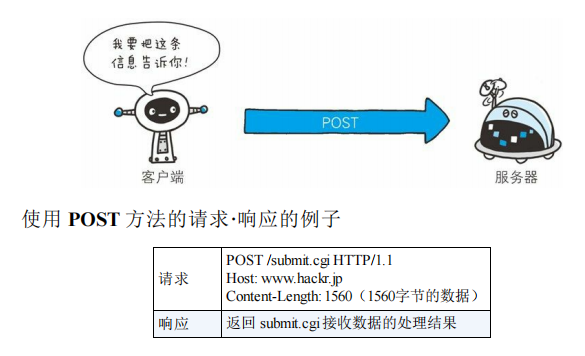 我要把这条
信息告诉你！
POST
客户端
服务器
使用 POST 方法的请求·响应的例子
请求
POST /submit.cgi HTTP/1.1
Host: www.hackr.jp
Content-Length: 1560（1560字节的数据）
响应
返回 submit.cgi 接收数据的处理结果